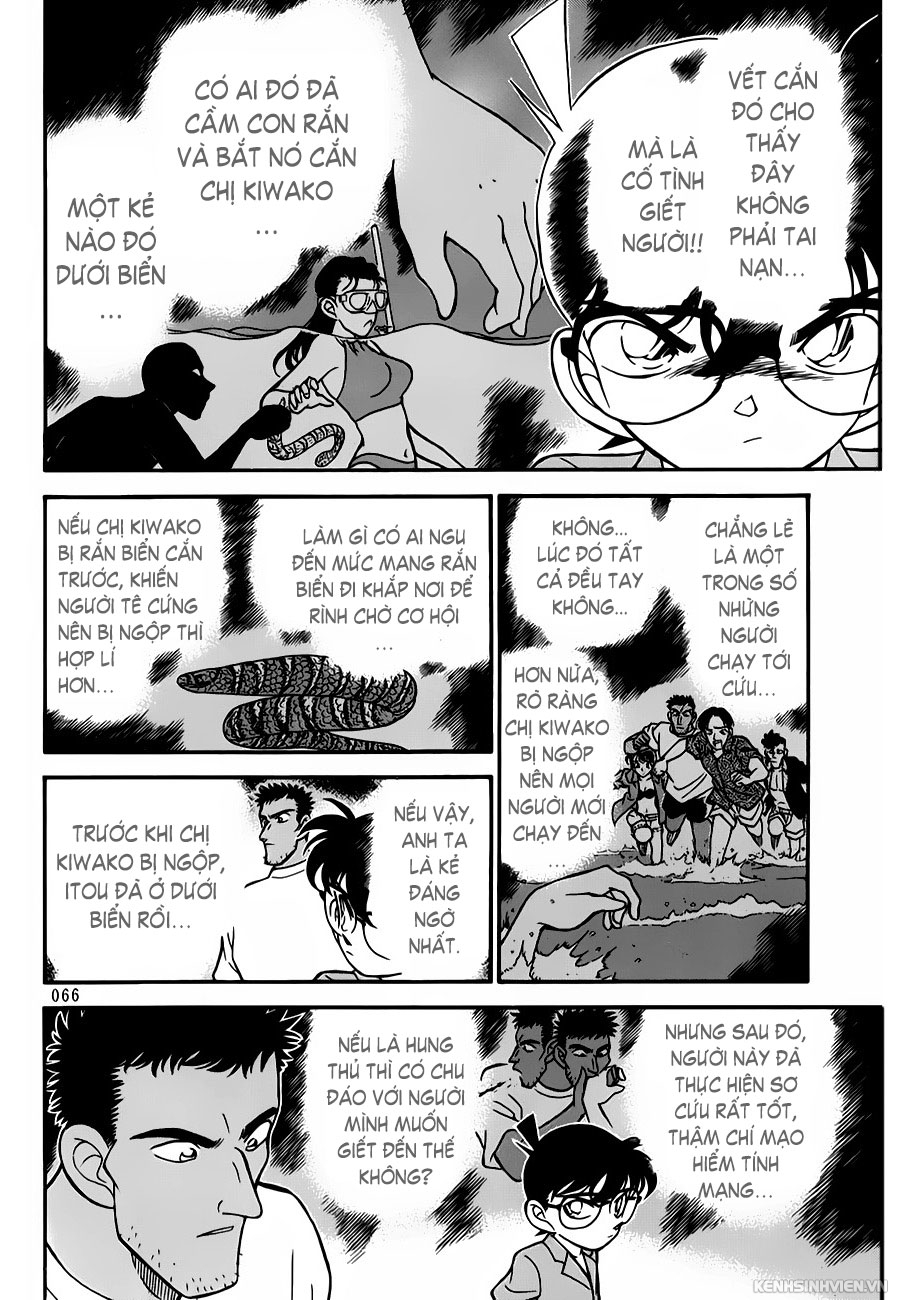 VẾT CẮN
ĐÓ CHO
THẤY
ĐÂY
KHÔNG
PHẢI TAI
NẠN...
MÀ LÀ
CỐ TÌNH
GIẾT
NGƯỜI!!
CÓ AI ĐÓ ĐÃ
CẦM CON RẮN
VÀ BẮT NÓ CẮN
CHỊ KIWAKO
...
MỘT KẺ
NÀO ĐÓ
DƯỚI BIỂN
...
CHẲNG LẼ
LÀ MỘT
TRONG SỐ
NHỮNG
NGƯỜI
CHẠY TỚI
CỨU...
KHÔNG...
LÚC ĐÓ TẤT
CẢ ĐỀU TAY
KHÔNG...
HƠN NỮA,
RÕ RÀNG
CHỊ KIWAKO
BỊ NGỘP
NÊN MỌI
NGƯỜI MỚI
CHẠY ĐẾN
...
LÀM GÌ CÓ AI NGU
ĐẾN MỨC MANG RẮN
BIỂN ĐI KHẮP NƠI ĐỂ
RÌNH CHỜ CƠ HỘI
...
NẾU CHỊ KIWAKO
BỊ RẮN BIỂN CẮN
TRƯỚC, KHIẾN
NGƯỜI TÊ CỨNG
NÊN BỊ NGỘP THÌ
HỢP LÍ
HƠN...
NẾU VẬY,
ANH TA
LÀ KẺ
ĐÁNG
NGỜ
NHẤT.
TRƯỚC KHI CHỊ
KIWAKO BỊ NGỘP,
ITOU ĐÃ Ở DƯỚI
BIỂN RỒI...
066
NHƯNG SAU ĐÓ,
NGƯỜI NÀY ĐÃ
THỰC HIỆN SƠ
CỨU RẤT TỐT,
THẬM CHÍ MẠO
HIỂM TÍNH
MẠNG...
NẾU LÀ HUNG
THỦ THÌ CÓ CHU
ĐÁO VỚI NGƯỜI
MÌNH MUỐN
GIẾT ĐẾN THẾ
KHÔNG?
KENHSINHVIEN.VN